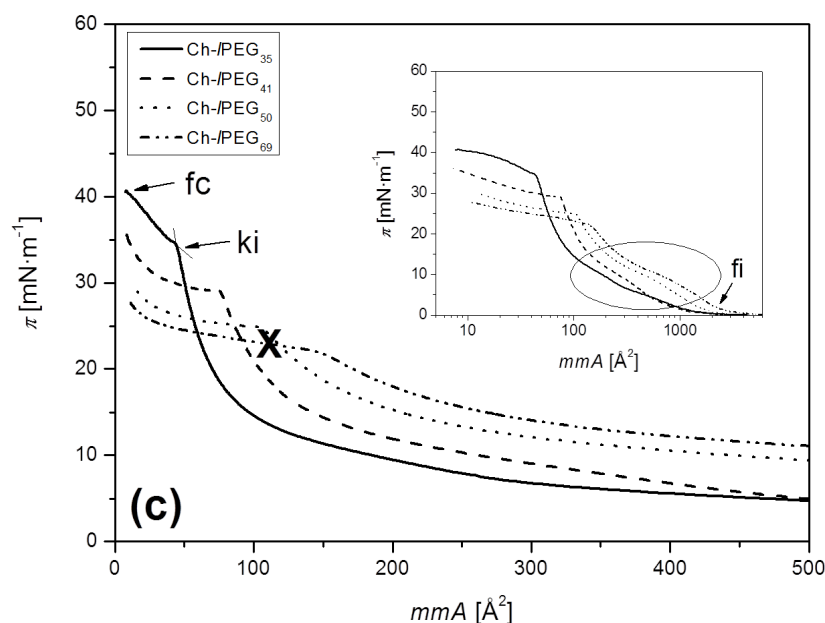 60
50
40
30
20
10
0
π [mN·m⁻¹]
Ch-lPEG₃₅
Ch-lPEG₄₁
Ch-lPEG₅₀
Ch-lPEG₆₉
fc
ki
X
(c)
0
100
200
300
400
500
mmA [Å²]
60
50
40
30
20
10
0
π [mN·m⁻¹]
fi
10
100
1000
mmA [Å²]